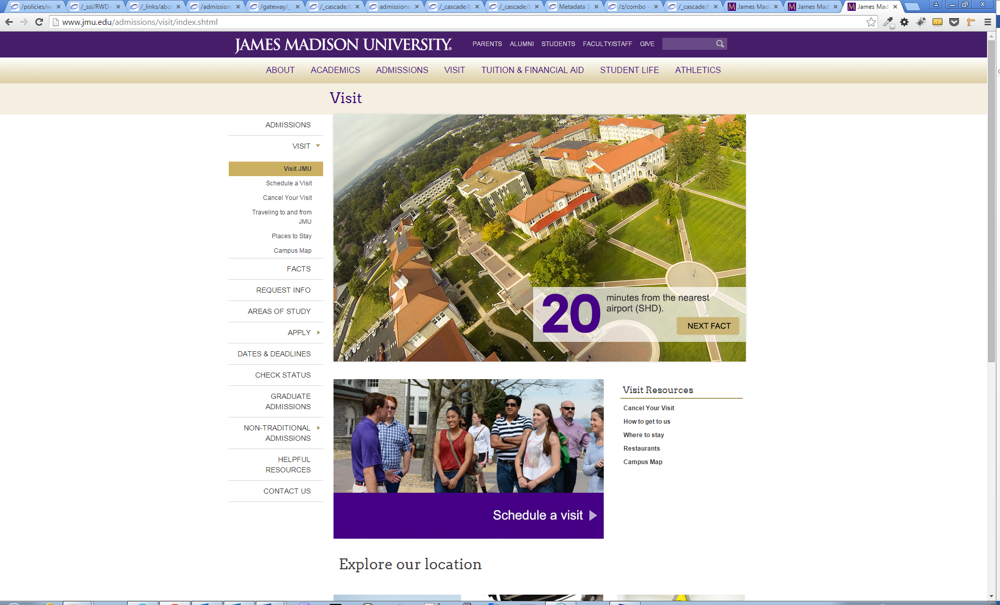 /policies/w
/_ssi/RWD-
/_links/abou
/admission
/gateway/_
/_cascade/b
admissions
/_cascade/b
/_cascade/b
Metadata S
/z/combo -
/_cascade/f
James Madi
James Mad
James Mad
www.jmu.edu/admissions/visit/index.shtml
JAMES MADISON UNIVERSITY®
PARENTS ALUMNI STUDENTS FACULTY/STAFF GIVE
ABOUT ACADEMICS ADMISSIONS VISIT TUITION & FINANCIAL AID STUDENT LIFE ATHLETICS
Visit
ADMISSIONS
VISIT
Visit JMU
Schedule a Visit
Cancel Your Visit
Traveling to and from
JMU
Places to Stay
Campus Map
FACTS
REQUEST INFO
AREAS OF STUDY
APPLY
DATES & DEADLINES
CHECK STATUS
GRADUATE
ADMISSIONS
NON-TRADITIONAL
ADMISSIONS
HELPFUL
RESOURCES
CONTACT US
20
minutes from the nearest
airport (SHD).
NEXT FACT
Schedule a visit
Visit Resources
Cancel Your Visit
How to get to us
Where to stay
Restaurants
Campus Map
Explore our location